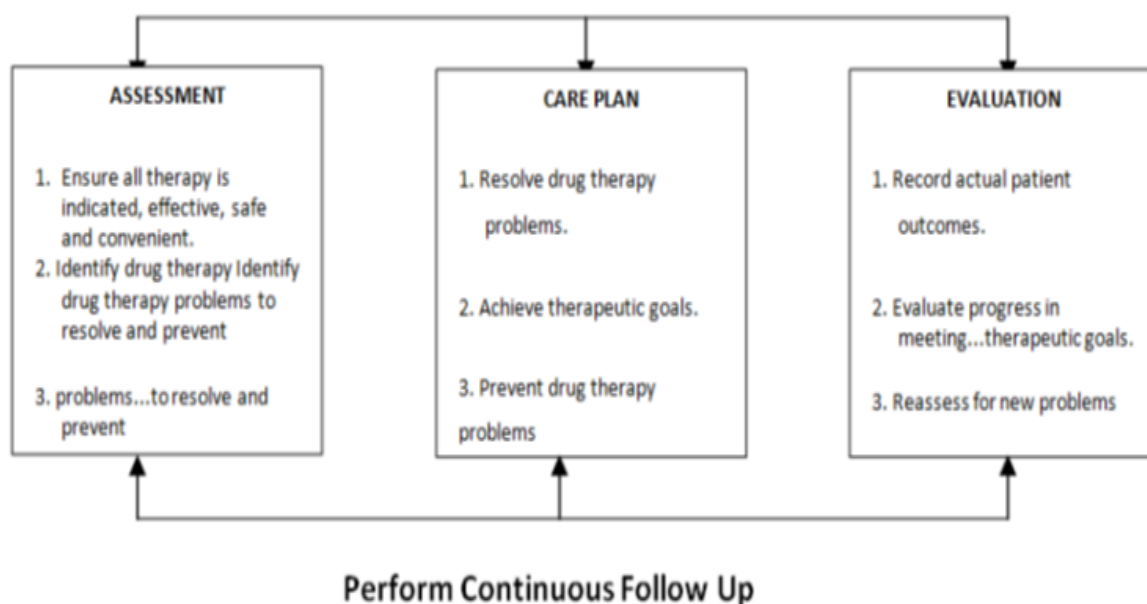 ASSESSMENT
1. Ensure all therapy is
indicated, effective, safe
and convenient.
2. Identify drug therapy Identify
drug therapy problems to
resolve and prevent
3. problems...to resolve and
prevent
CARE PLAN
1. Resolve drug therapy
problems.
2. Achieve therapeutic goals.
3. Prevent drug therapy
problems
EVALUATION
1. Record actual patient
outcomes.
2. Evaluate progress in
meeting...therapeutic goals.
3. Reassess for new problems
Perform Continuous Follow Up